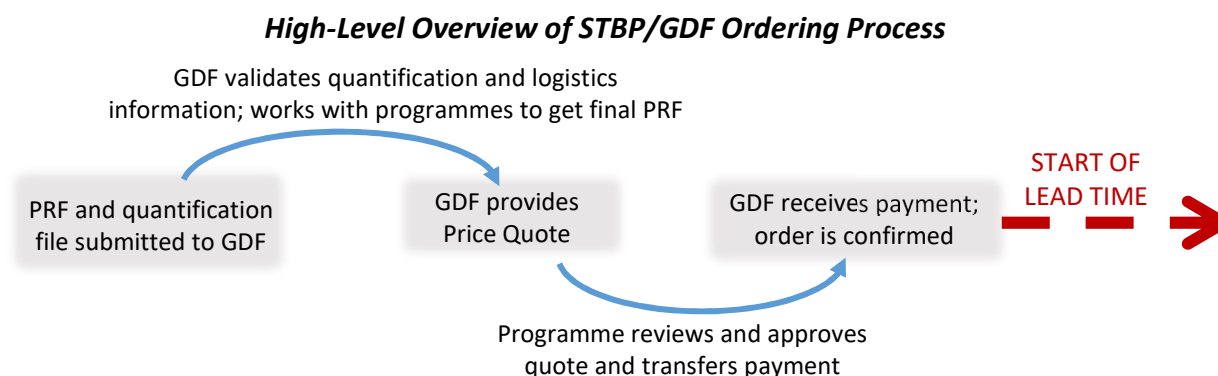 High-Level Overview of STBP/GDF Ordering Process
GDF validates quantification and logistics
information; works with programmes to get final PRF
PRF and quantification
file submitted to GDF
GDF provides
Price Quote
GDF receives payment;
order is confirmed
START OF
LEAD TIME
Programme reviews and approves
quote and transfers payment